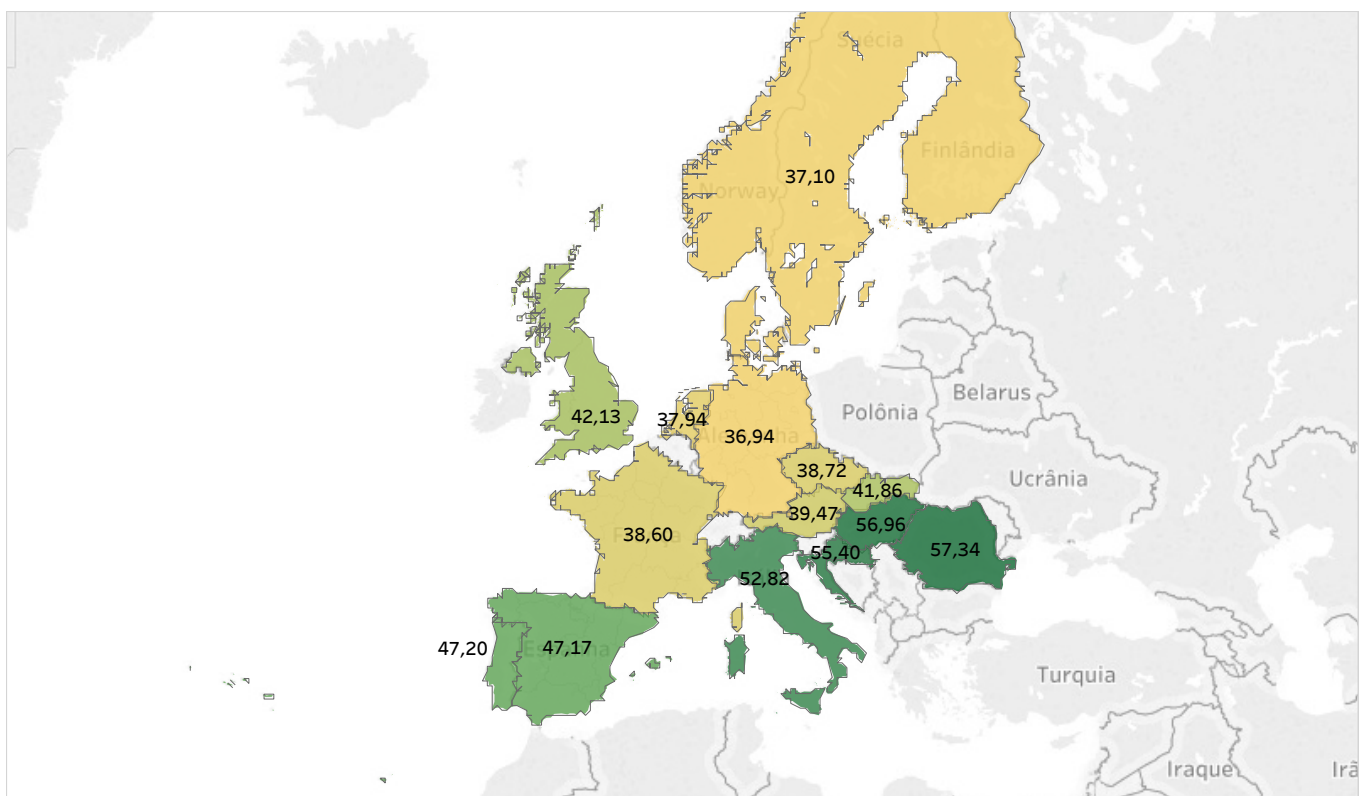 Suécia
Finlândia
37,10
Norway
Belarus
Polônia
42,13
37,94
36,94
38,72
Ucrânia
41,86
39,47
56,96
38,60
55,40
57,34
52,82
47,20
47,17
Turquia
Iraque
Irã